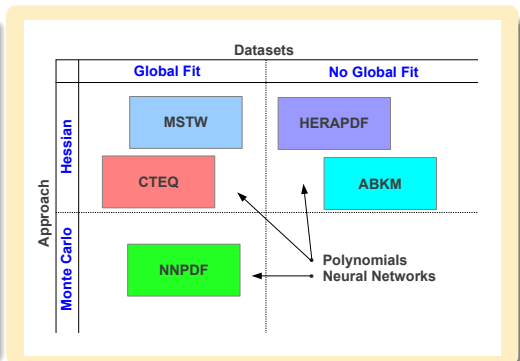 Datasets
Global Fit
No Global Fit
Approach
Hessian
Monte Carlo
MSTW
HERAPDF
CTEQ
ABKM
NNPDF
Polynomials
Neural Networks